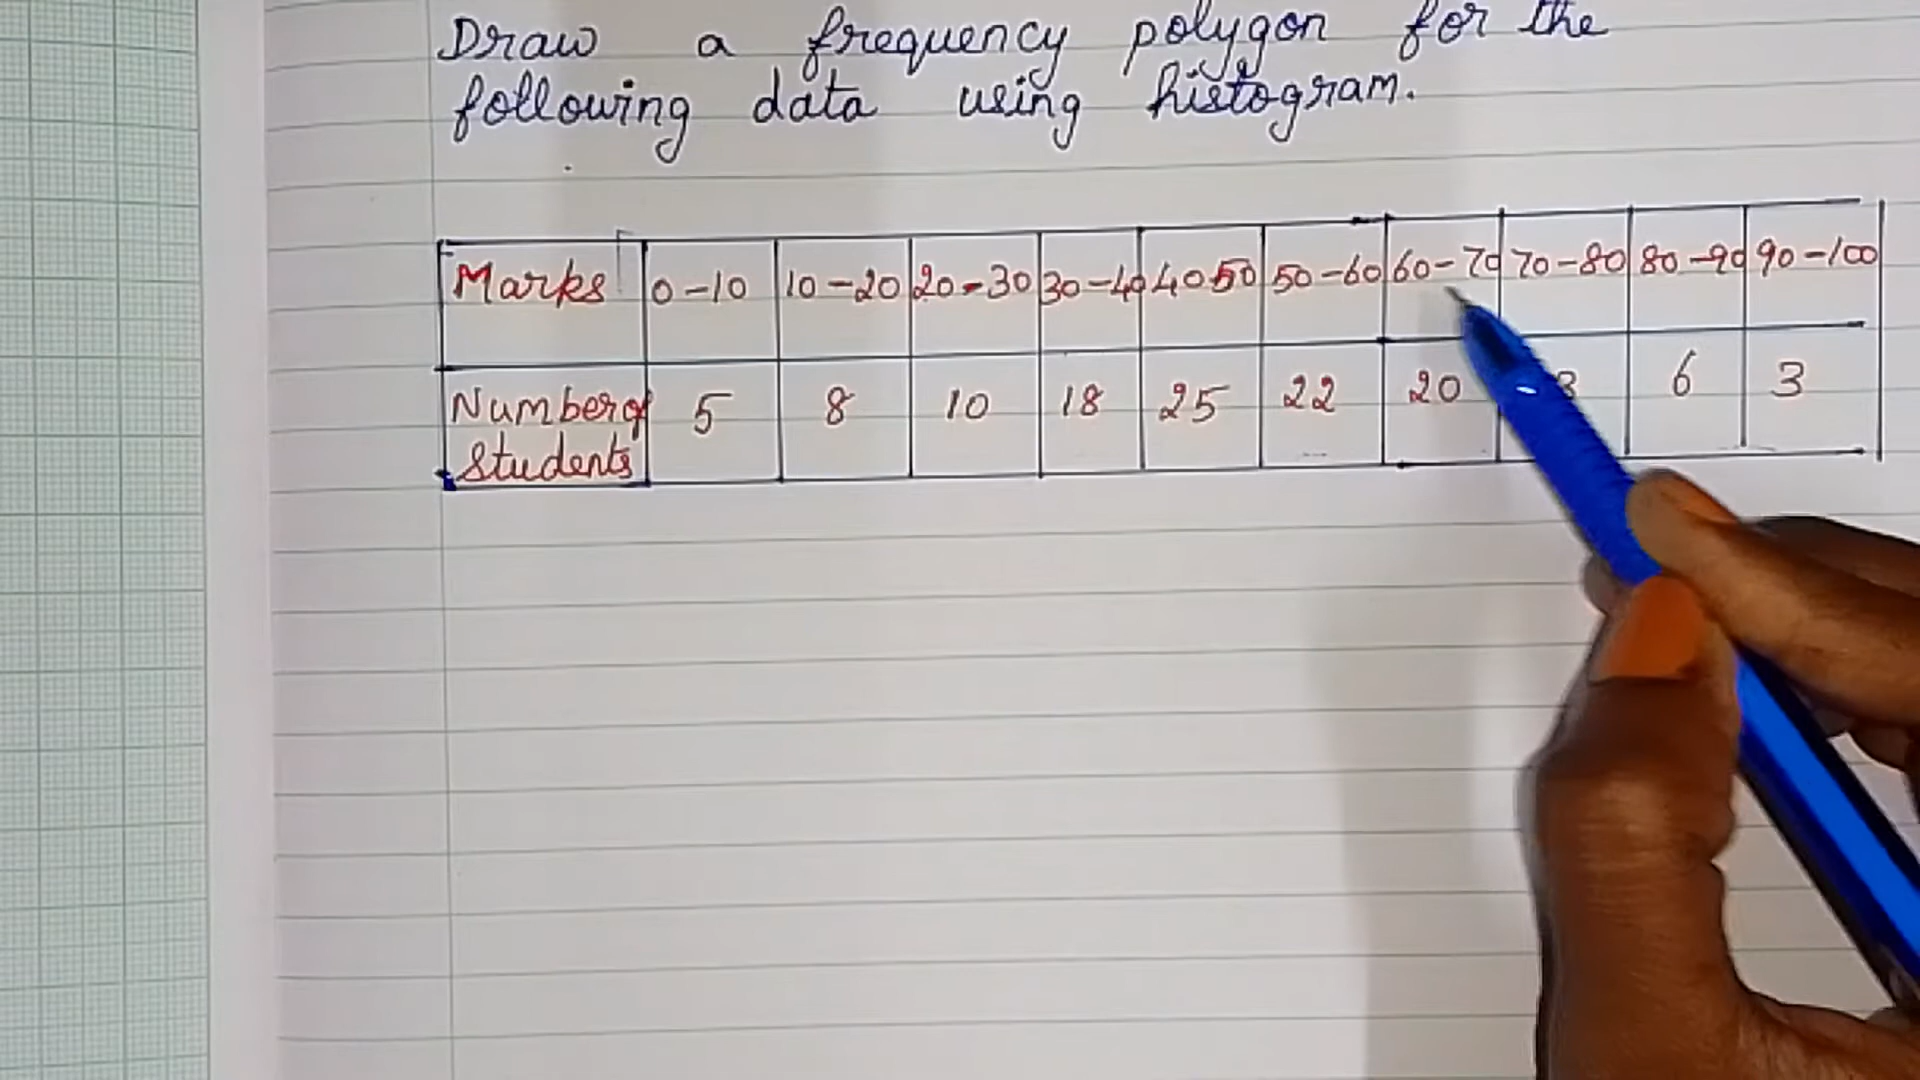 Draw a frequency polygon for the
following data using histogram.
Marks 0-10 10-20 20-30 30-40 40 50 50-60 60-70 70-80 80-90 90-100
Number of 5 8 10 18 25 22 20 6 3
students